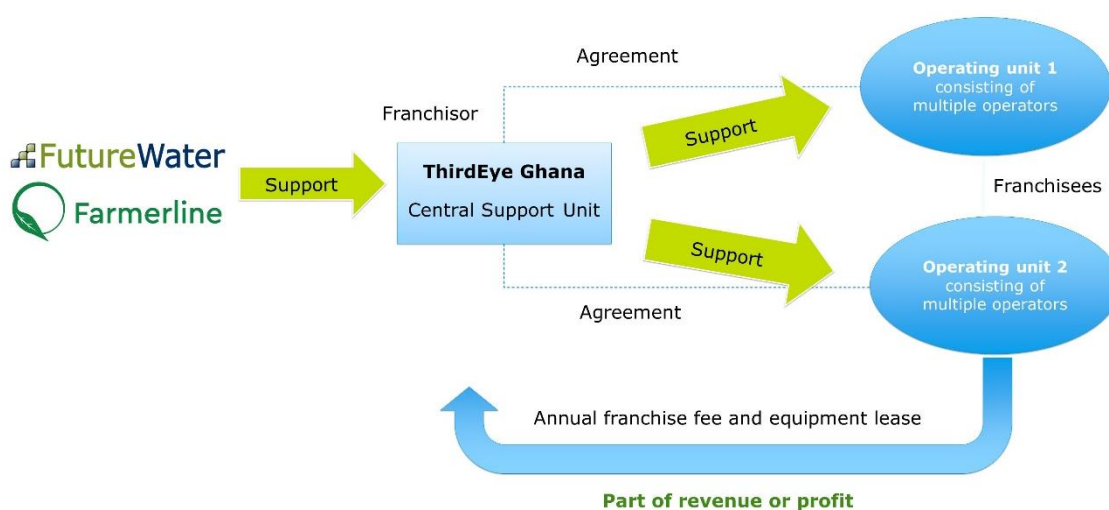 Agreement
Operating unit 1
consisting of
multiple operators
Franchisor
Support
FutureWater
Farmerline
Support
ThirdEye Ghana
Central Support Unit
Franchisees
Support
Operating unit 2
consisting of
multiple operators
Agreement
Annual franchise fee and equipment lease
Part of revenue or profit